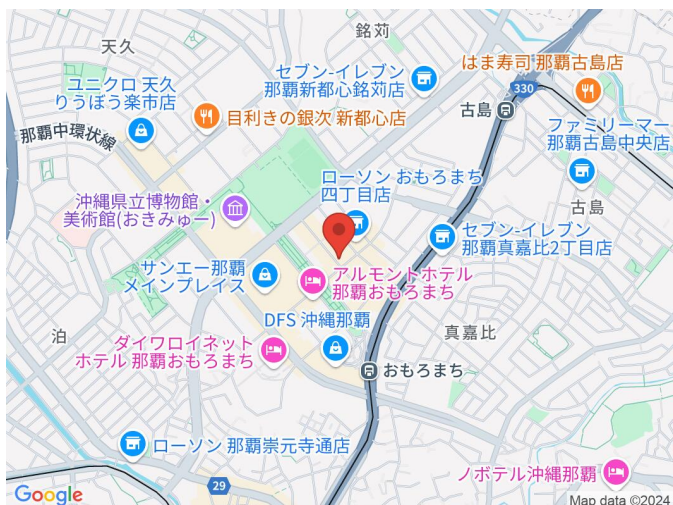 天久
銘苅
ユニクロ 天久
りうぼう楽市店
セブン-イレブン
那覇新都心銘苅店
はま寿司 那覇古島店
330
古島
那覇中環状線
目利きの銀次 新都心店
ファミリーマー
那覇古島中央店
沖縄県立博物館・
美術館(おきみゅー)
ローソン おもろまち
四丁目店
古島
セブン-イレブン
那覇真嘉比2丁目店
サンエー那覇
メインプレイス
アルモントホテル
那覇おもろまち
泊
DFS 沖縄那覇
真嘉比
ダイワロイネット
ホテル 那覇おもろまち
おもろまち
ローソン 那覇崇元寺通店
ノボテル沖縄那覇
29
Google
Map data ©2024